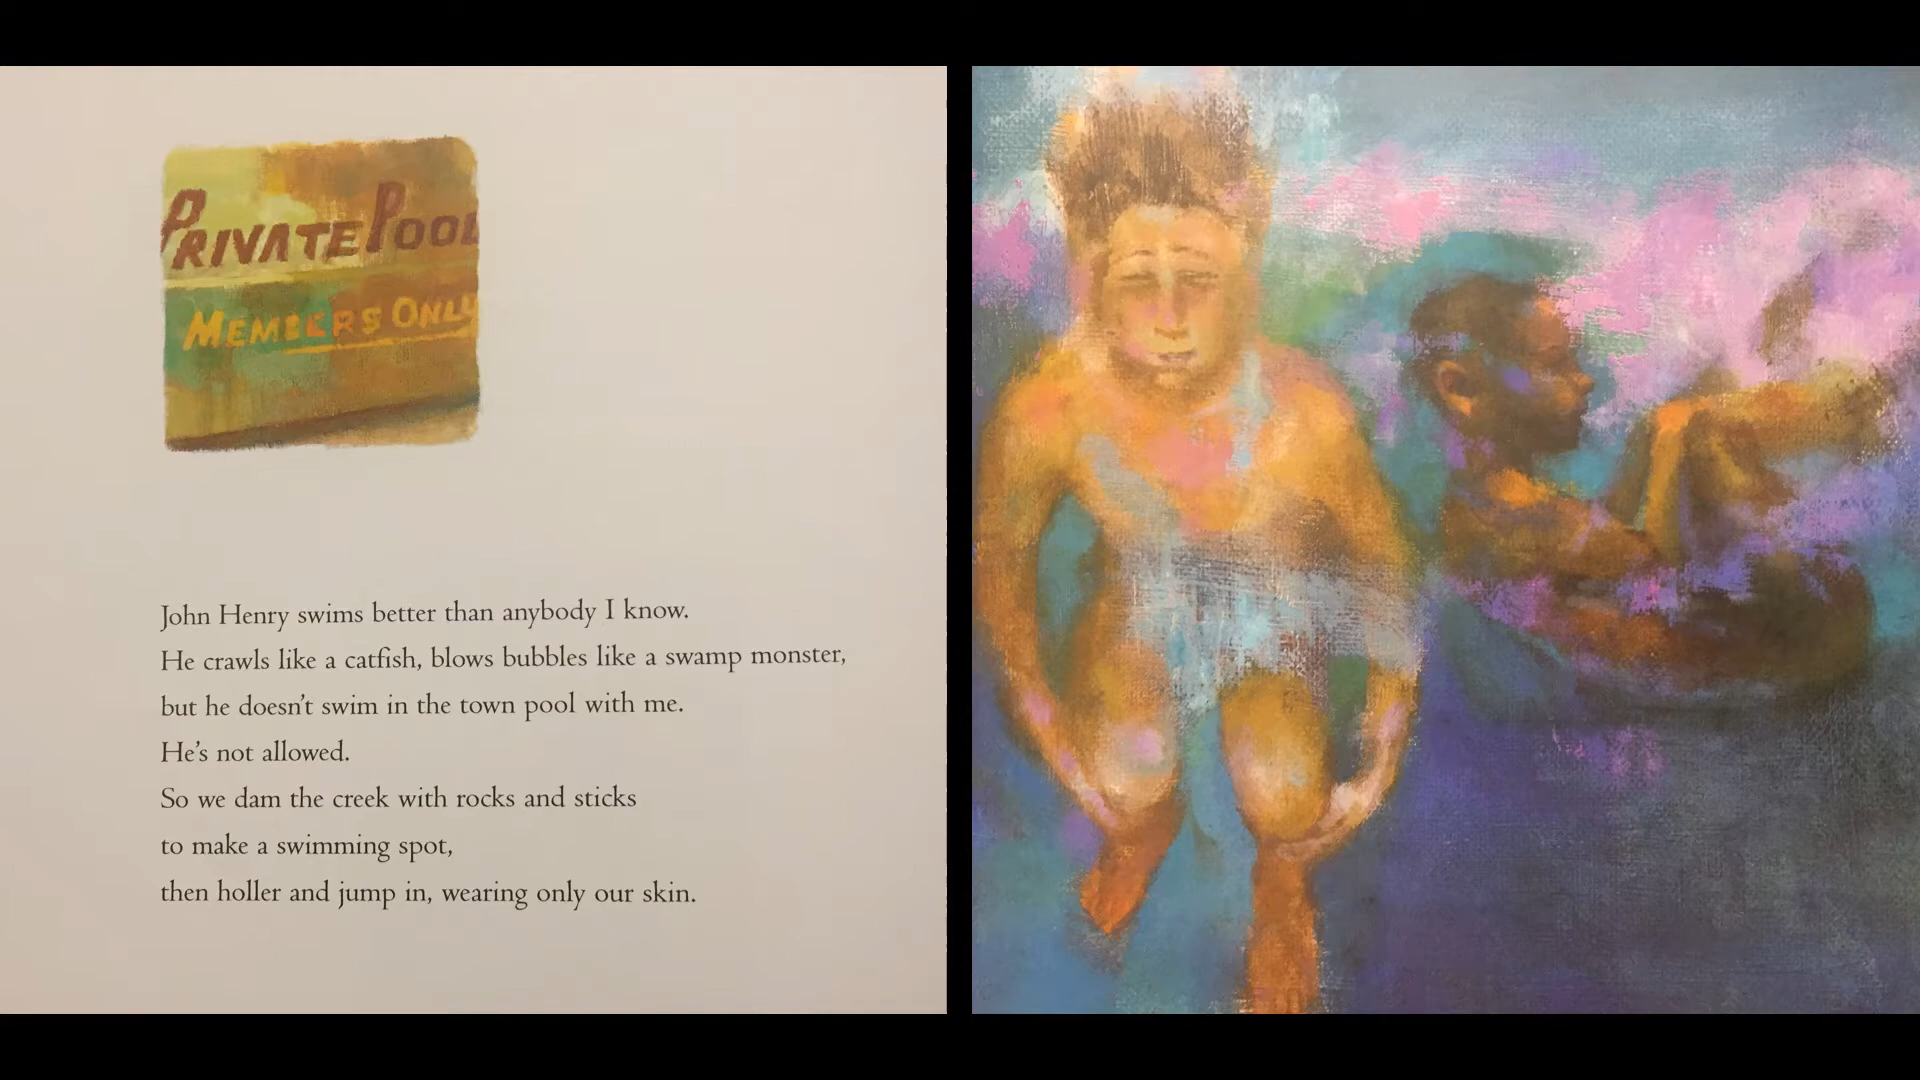 PRIVATE POOL
MEMBERS ONLY
John Henry swims better than anybody I know.
He crawls like a catfish, blows bubbles like a swamp monster,
but he doesn't swim in the town pool with me.
He's not allowed.
So we dam the creek with rocks and sticks
to make a swimming spot,
then holler and jump in, wearing only our skin.